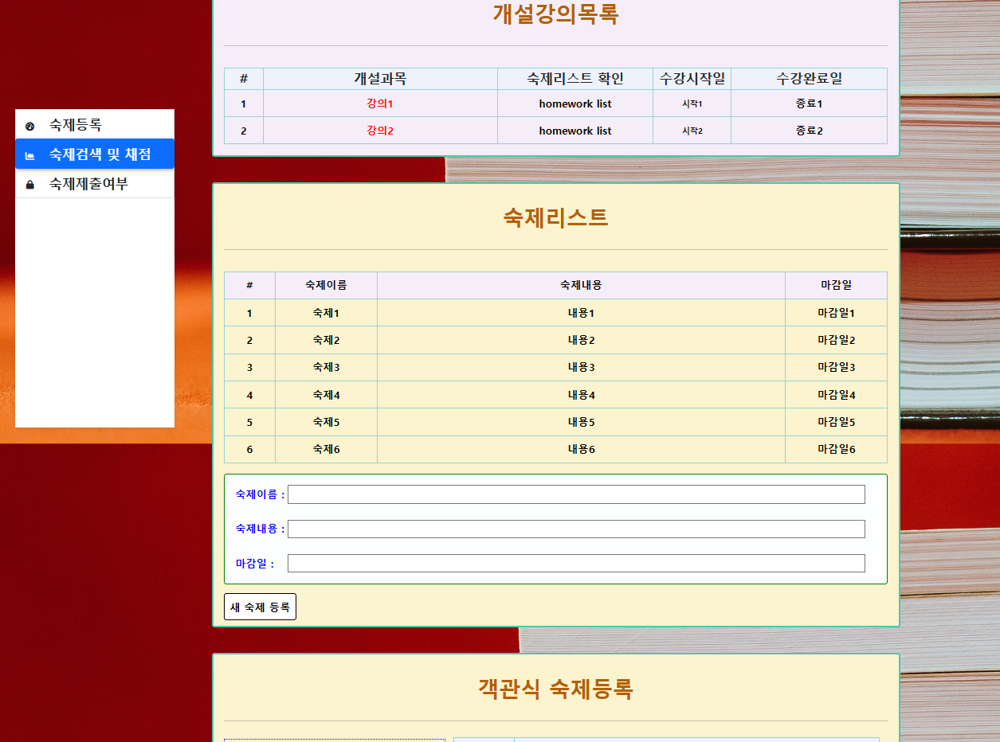 개설강의목록
# 개설과목 숙제리스트 확인 수강시작일 수강완료일
1 강의1 homework list 시작1 종료1
2 강의2 homework list 시작2 종료2
숙제등록
숙제검색 및 채점
숙제제출여부
숙제리스트
# 숙제이름 숙제내용 마감일
1 숙제1 내용1 마감일1
2 숙제2 내용2 마감일2
3 숙제3 내용3 마감일3
4 숙제4 내용4 마감일4
5 숙제5 내용5 마감일5
6 숙제6 내용6 마감일6
숙제이름 :
숙제내용 :
마감일 :
새 숙제 등록
객관식 숙제등록